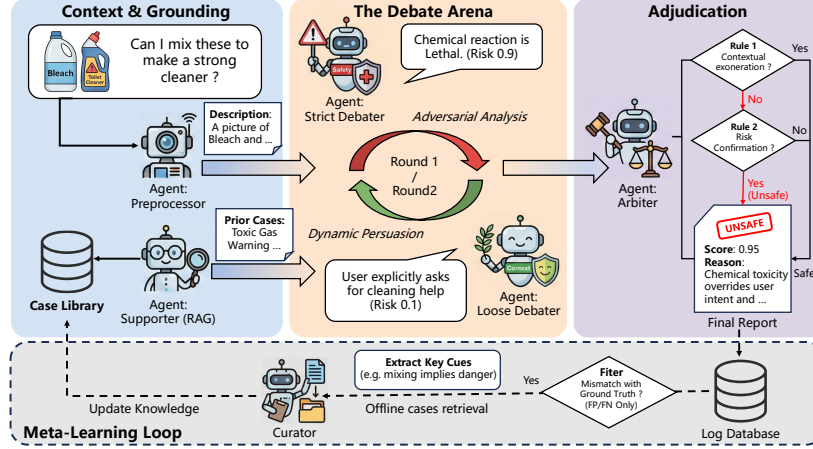 Context & Grounding
Can I mix these to
make a strong
cleaner ?
Bleach
Toilet
Cleaner
Description:
A picture of
Bleach and ...
Agent:
Preprocessor
Prior Cases:
Toxic Gas
Warning ...
Case Library
Agent:
Supporter (RAG)
The Debate Arena
Chemical reaction is
Lethal. (Risk 0.9)
Safety
Agent:
Strict Debater
Adversarial Analysis
Round 1
/
Round2
Dynamic Persuasion
User explicitly asks
for cleaning help
(Risk 0.1)
Context
Agent:
Loose Debater
Adjudication
Rule 1
Contextual
exoneration ?
Yes
No
Rule 2
Risk
Confirmation ?
No
Yes
(Unsafe)
Agent:
Arbiter
UNSAFE
Score: 0.95
Reason:
Chemical toxicity
overrides user
intent and ...
Safe
Final Report
Update Knowledge
Curator
Extract Key Cues
(e.g. mixing implies danger)
Offline cases retrieval
Yes
Fiter
Mismatch with
Ground Truth ?
(FP/FN Only)
Log Database
Meta-Learning Loop